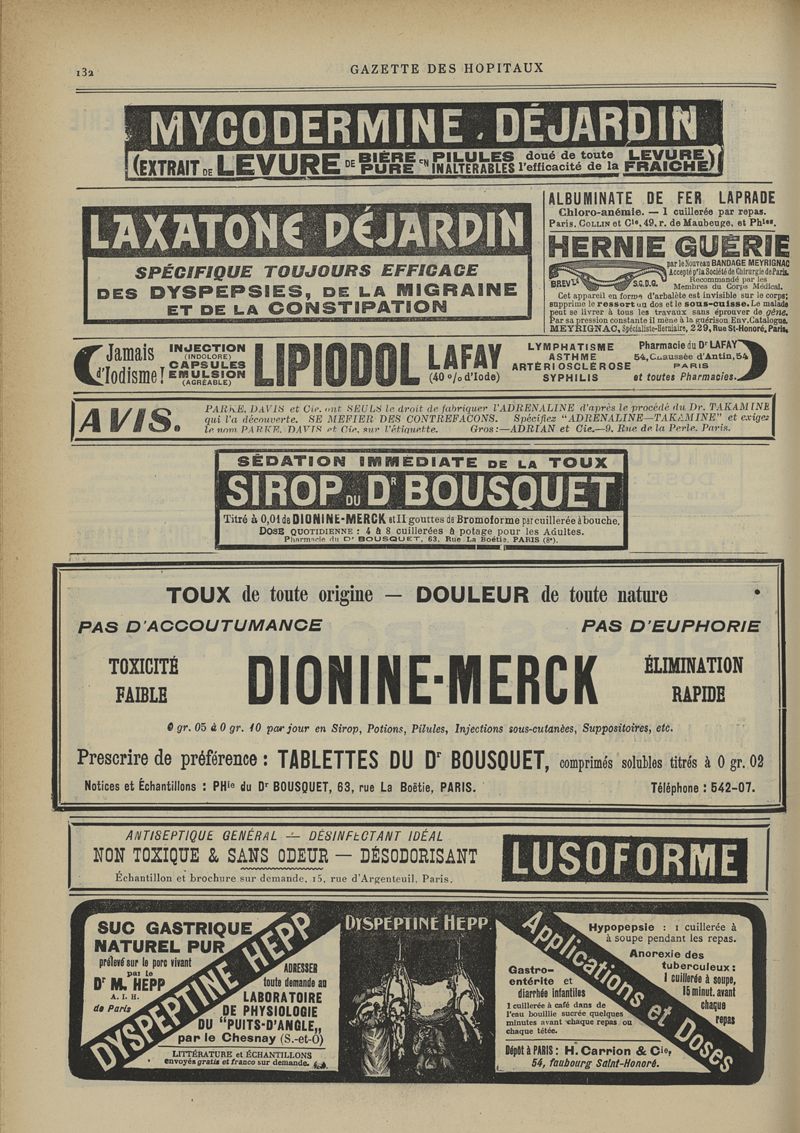 132
GAZETTE DES HOPITAUX
MYCODERMINE DÉJARDIN
(EXTRAIT DE LEVURE DE BIÈRE PURE EN PILULES INALTÉRABLES doué de toute l'efficacité de la LEVURE FRAICHE)
LAXATONE DÉJARDIN
SPÉCIFIQUE TOUJOURS EFFICACE
DES DYSPEPSIES, DE LA MIGRAINE
ET DE LA CONSTIPATION
ALBUMINATE DE FER LAPRADE
Chloro-anémie. — 1 cuillerée par repas.
Paris, COLLIN et Cie, 49, r. de Maubeuge, et Phies.
HERNIE GUÉRIE
par le Nouveau BANDAGE MEYRIGNAC
Accepté pr la Société de Chirurgie de Paris.
Recommandé par les
Membres du Corps Médical.
BREVTÉ S.G.D.G.
Cet appareil en forme d'arbalète est invisible sur le corps;
supprime le ressort au dos et le sous-cuisse. Le malade
peut se livrer à tous les travaux sans éprouver de gêne.
Par sa pression constante il mène à la guérison Env. Catalogue.
MEYRIGNAC, Spécialiste-Herniaire, 229, Rue St-Honoré, Paris.
Jamais
d'Iodisme!
INJECTION
(INDOLORE)
CAPSULES
EMULSION
(AGRÉABLE)
LIPIODOL LAFAY
(40 % d'Iode)
LYMPHATISME
ASTHME
ARTÉRIOSCLÉROSE
SYPHILIS
Pharmacie du Dr LAFAY
54, Chaussée d'Antin, 54
PARIS
et toutes Pharmacies.
AVIS.
PARKE, DAVIS et Cie. ont SEULS le droit de fabriquer l'ADRENALINE d'après le procédé du Dr. TAKAMINE
qui l'a découverte. SE MEFIER DES CONTREFACONS. Spécifiez "ADRENALINE—TAKAMINE" et exigez
le nom PARKE, DAVIS et Cie. sur l'étiquette. Gros:—ADRIAN et Cie.—9, Rue de la Perle, Paris.
SÉDATION IMMÉDIATE DE LA TOUX
SIROP DU Dr BOUSQUET
Titré à 0,04 de DIONINE-MERCK et II gouttes de Bromoforme par cuillerée à bouche.
DOSE QUOTIDIENNE : 4 à 8 cuillerées à potage pour les Adultes.
Pharmacie du Dr BOUSQUET, 63, Rue La Boëtie, PARIS (8e).
TOUX de toute origine — DOULEUR de toute nature
PAS D'ACCOUTUMANCE
PAS D'EUPHORIE
TOXICITÉ
FAIBLE
DIONINE-MERCK
ÉLIMINATION
RAPIDE
0 gr. 05 à 0 gr. 10 par jour en Sirop, Potions, Pilules, Injections sous-cutanées, Suppositoires, etc.
Prescrire de préférence : TABLETTES DU Dr BOUSQUET, comprimés solubles titrés à 0 gr. 02
Notices et Échantillons : PHie du Dr BOUSQUET, 63, rue La Boëtie, PARIS.
Téléphone : 542-07.
ANTISEPTIQUE GÉNÉRAL — DÉSINFECTANT IDÉAL
NON TOXIQUE & SANS ODEUR — DÉSODORISANT
Échantillon et brochure sur demande, 15, rue d'Argenteuil, Paris.
LUSOFORME
SUC GASTRIQUE
NATUREL PUR
prélevé sur le porc vivant
par le
Dr M. HEPP
A. I. H.
de Paris
DYSPEPTINE HEPP
ADRESSER
toute demande au
LABORATOIRE
DE PHYSIOLOGIE
DU "PUITS-D'ANGLE"
par le Chesnay (S.-et-O)
LITTÉRATURE et ÉCHANTILLONS
envoyés gratis et franco sur demande.
DYSPEPTINE HEPP.
Applications et Doses
Hypopepsie : 1 cuillerée à
à soupe pendant les repas.
Anorexie des
tuberculeux :
1 cuillerée à soupe,
15 minut. avant
chaque
repas
Gastro-
entérite et
diarrhée infantiles
1 cuillerée à café dans de
l'eau bouillie sucrée quelques
minutes avant chaque repas ou
chaque tétée.
Dépôt à PARIS : H. Carrion & Cie,
54, faubourg Saint-Honoré.